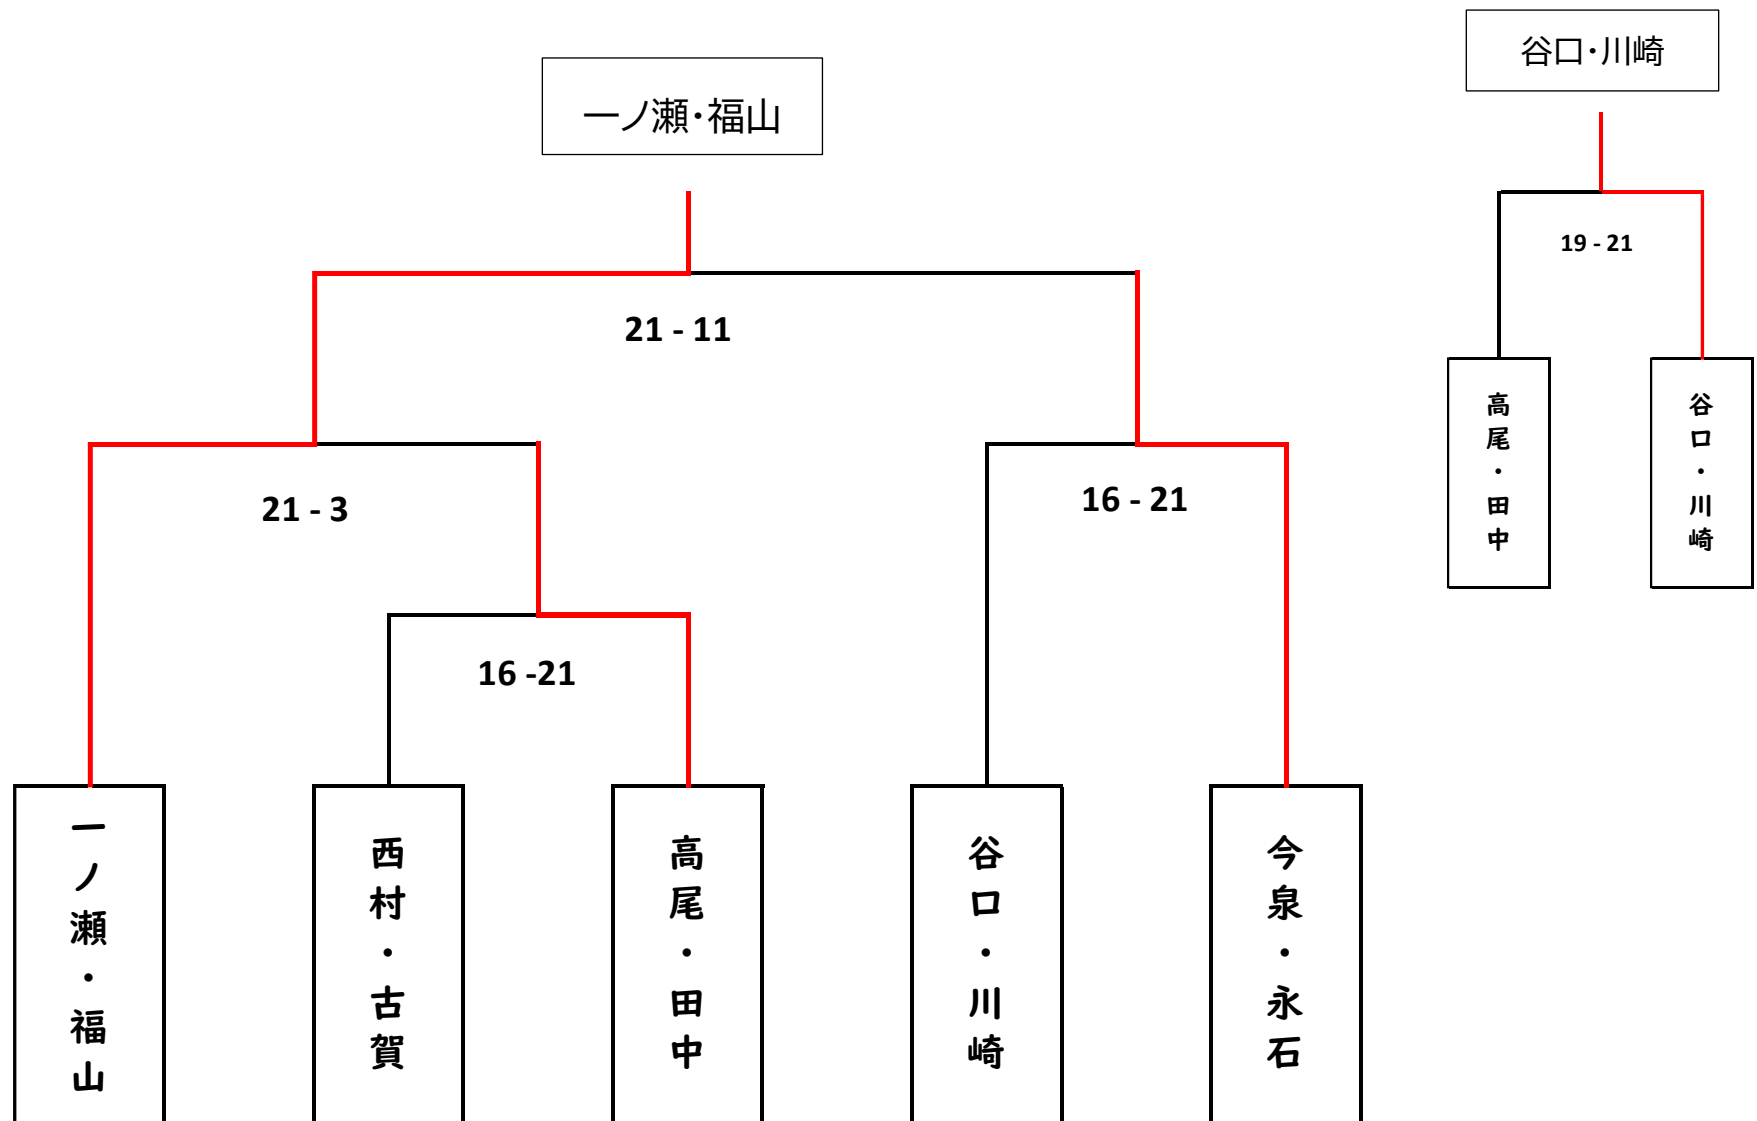 一ノ瀬・福山
谷口・川崎
21 - 11
19 - 21
21 - 3
16 - 21
16 -21
高尾・田中
谷口・川崎
一ノ瀬・福山
西村・古賀
高尾・田中
谷口・川崎
今泉・永石